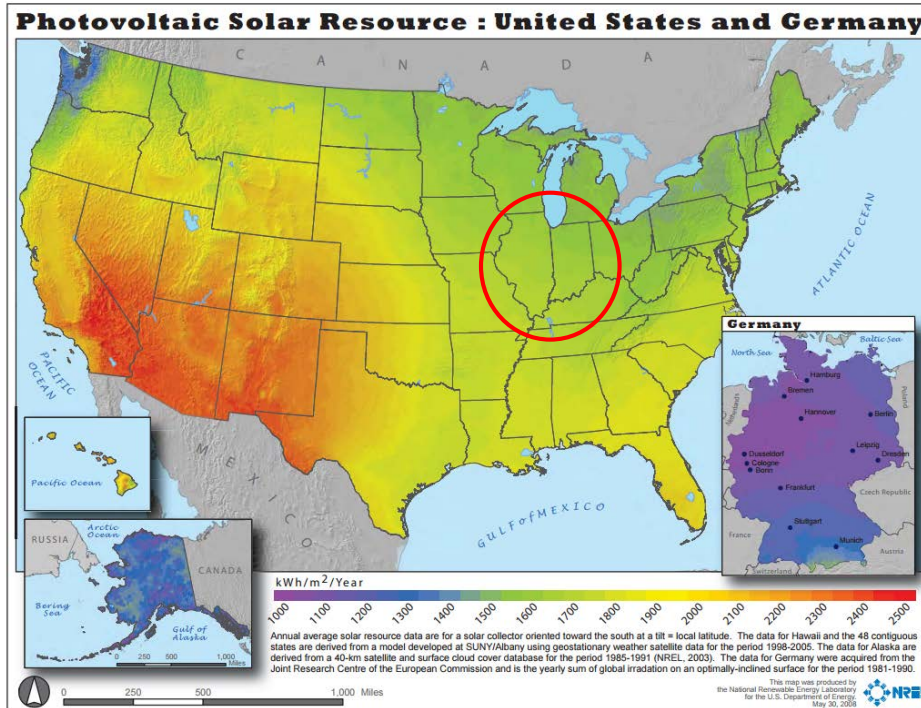 Photovoltaic Solar Resource : United States and Germany
C A N A D A
PACIFIC
OCEAN
ATLANTIC OCEAN
MEXICO
GULF of MEXICO
Pacific Ocean
Arctic
Ocean
RUSSIA
CANADA
Bering
Sea
Gulf of
Alaska
0 250 500
Miles
Germany
North Sea
Baltic Sea
Hamburg
Bremen
Netherlands
Poland
Hannover
Berlin
Leipzig
Dusseldorf
Cologne
Bonn
Dresden
Frankfurt
Czech Republic
Stuttgart
France
Munich
Austria
Switzerland
kWh/m2/Year
1000 1100 1200 1300 1400 1500 1600 1700 1800 1900 2000 2100 2200 2300 2400 2500
Annual average solar resource data are for a solar collector oriented toward the south at a tilt = local latitude. The data for Hawaii and the 48 contiguous
states are derived from a model developed at SUNY/Albany using geostationary weather satellite data for the period 1998-2005. The data for Alaska are
derived from a 40-km satellite and surface cloud cover database for the period 1985-1991 (NREL, 2003). The data for Germany were acquired from the
Joint Research Centre of the European Commission and is the yearly sum of global irradiation on an optimally-inclined surface for the period 1981-1990.
0 250 500 1,000 Miles
This map was produced by
the National Renewable Energy Laboratory
for the U.S. Department of Energy.
May 30, 2008
NRE